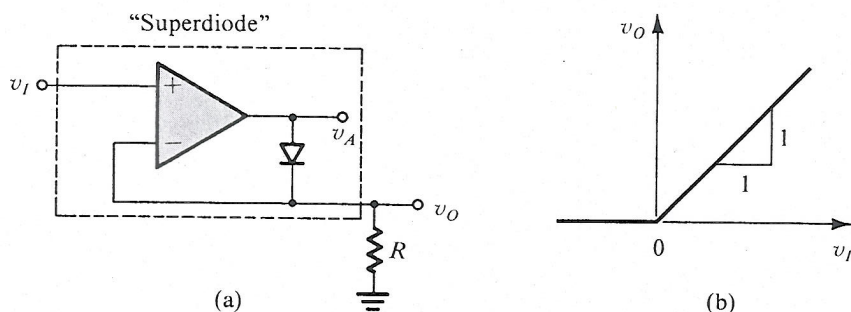 “Superdiode”
v_I
+
−
v_A
v_O
R
(a)
v_O
1
1
0
v_I
(b)